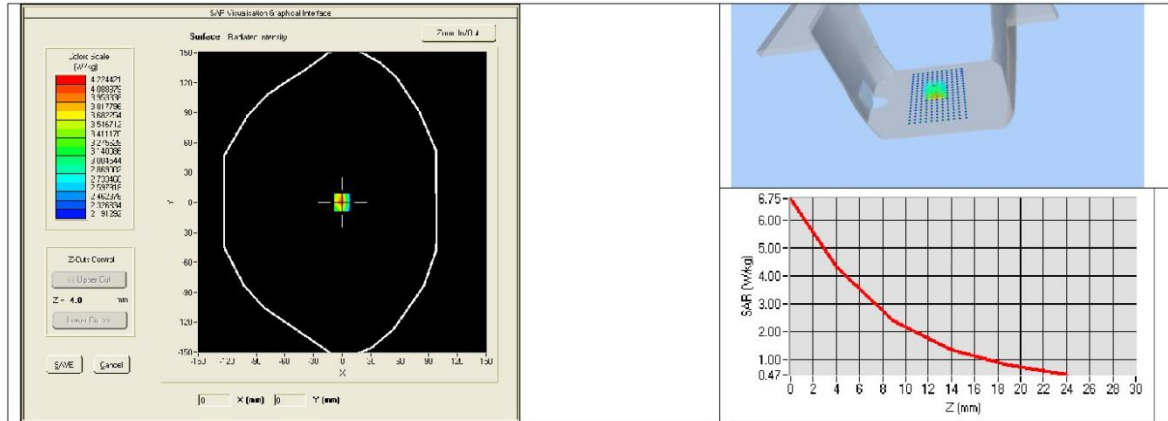 SAR Visualisation Graphical Interface
Surface Radiated Intensity
Zoom In/Out
Colors Scale
(W/kg)
4.224421
4.088879
3.953338
3.817796
3.682254
3.546712
3.411170
3.275628
3.140086
3.004544
2.869002
2.733460
2.597918
2.462376
2.326834
2.191292
150
120
90
60
30
0
-30
-60
-90
-120
-150
Y
-150 -120 -90 -60 -30 0 30 60 90 120 150
X
Z-Cuts Control
<< Upper Cut
Z = 4.0 mm
Lower Cut >>
SAVE Cancel
0 X (mm) 0 Y (mm)
6.75
6.00
5.00
4.00
3.00
2.00
1.00
0.47
SAR (W/kg)
0 2 4 6 8 10 12 14 16 18 20 22 24 26 28 30
Z (mm)